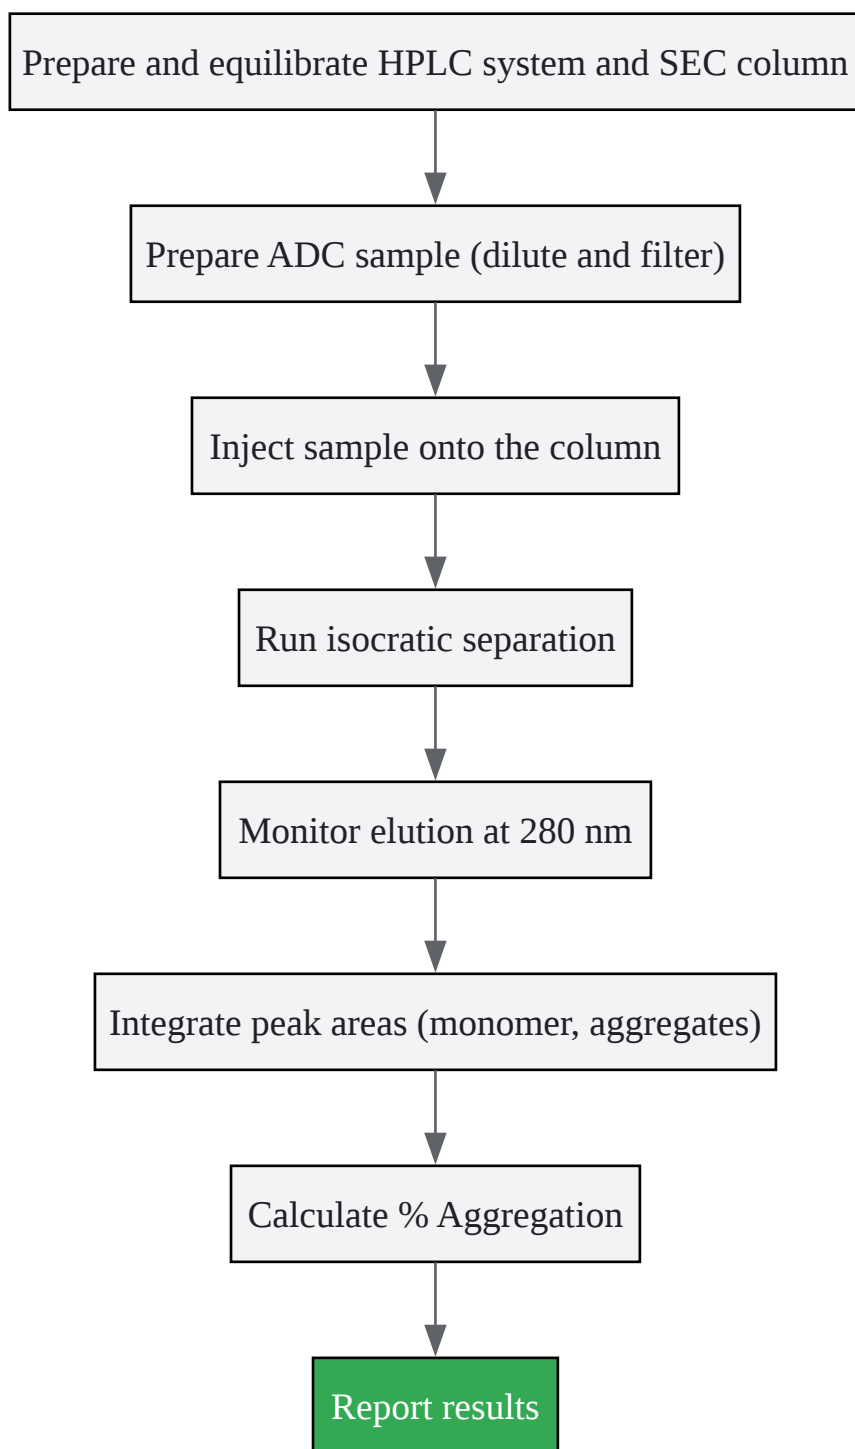 Prepare and equilibrate HPLC system and SEC column
Prepare ADC sample (dilute and filter)
Inject sample onto the column
Run isocratic separation
Monitor elution at 280 nm
Integrate peak areas (monomer, aggregates)
Calculate % Aggregation
Report results